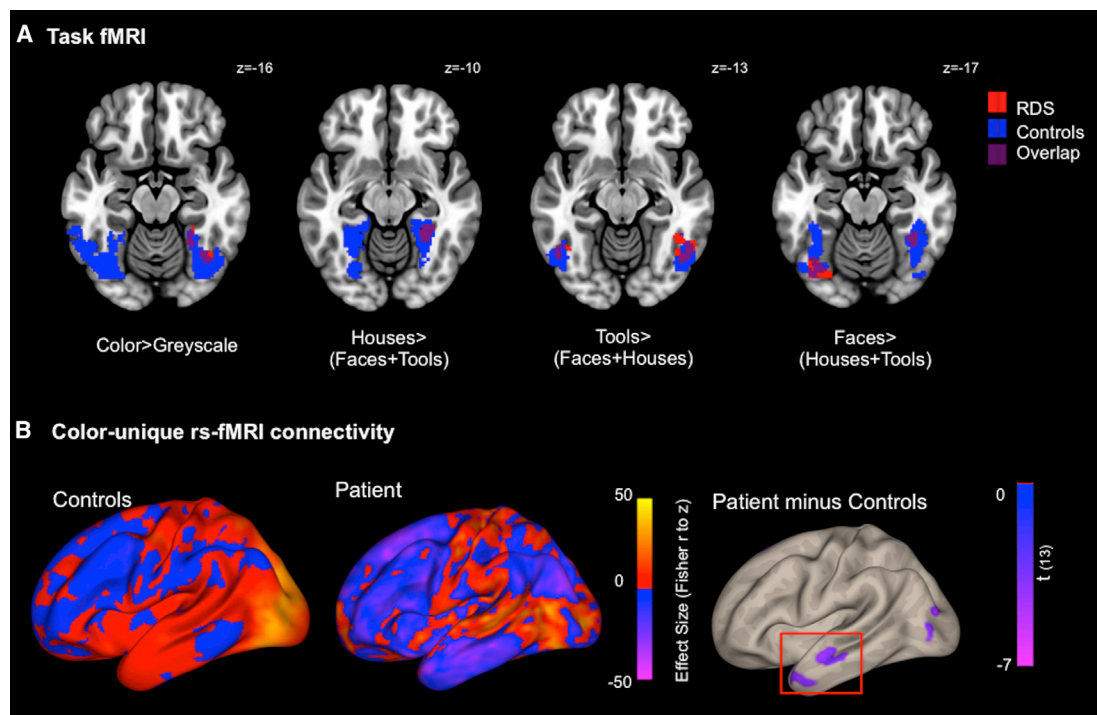 A Task fMRI
z=-16
z=-10
z=-13
z=-17
RDS
Controls
Overlap
Color>Greyscale
Houses>
(Faces+Tools)
Tools>
(Faces+Houses)
Faces>
(Houses+Tools)
B Color-unique rs-fMRI connectivity
Controls
Patient
50
0
-50
Effect Size (Fisher r to z)
Patient minus Controls
0
-7
t (13)